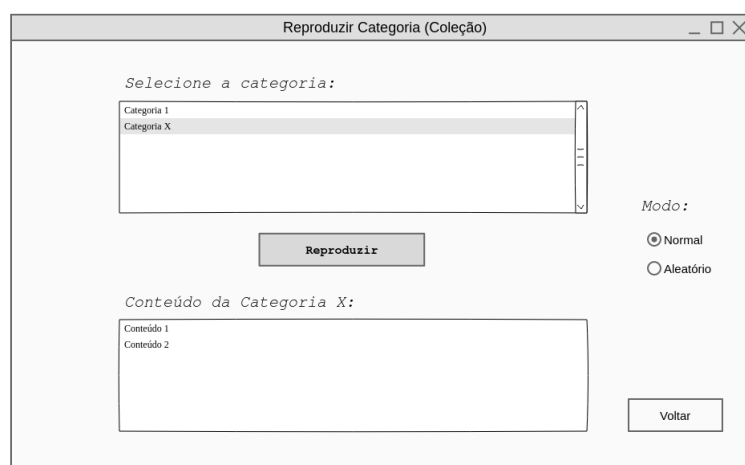 Reproduzir Categoria (Coleção)
Selecione a categoria:
Categoria 1
Categoria X
Modo:
Normal
Aleatório
Reproduzir
Conteúdo da Categoria X:
Conteúdo 1
Conteúdo 2
Voltar